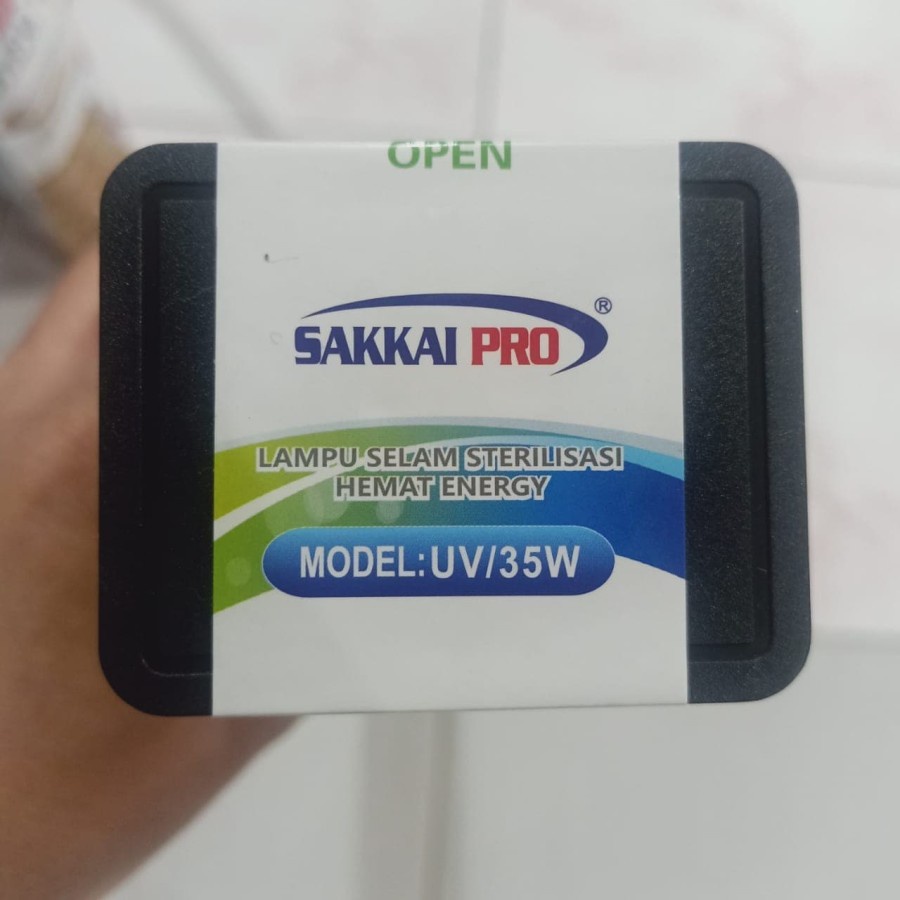 OPEN
SAKKAI PRO®
LAMPU SELAM STERILISASI
HEMAT ENERGY
MODEL:UV/35W